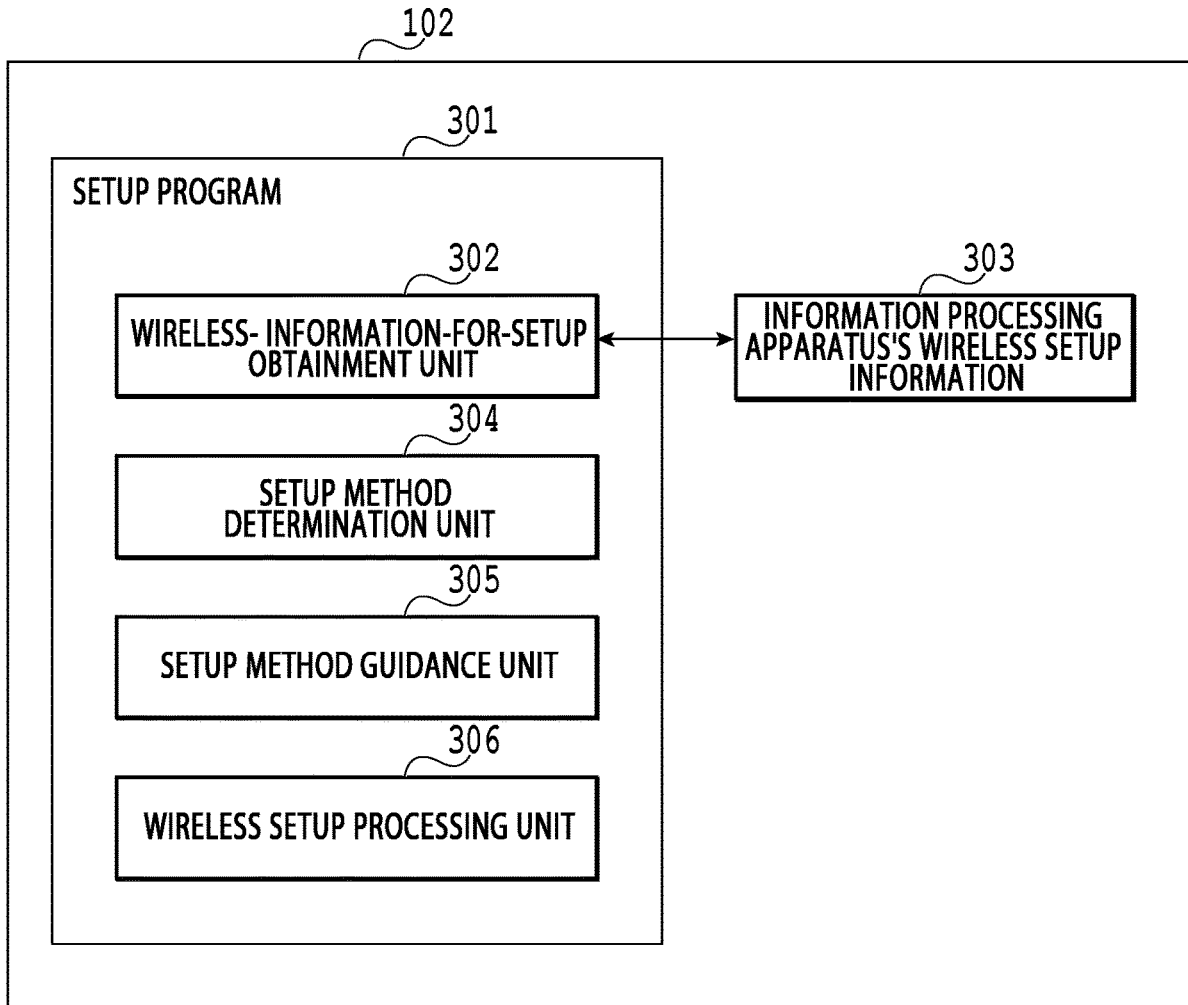 102
301
SETUP PROGRAM
302
WIRELESS- INFORMATION-FOR-SETUP
OBTAINMENT UNIT
303
INFORMATION PROCESSING
APPARATUS'S WIRELESS SETUP
INFORMATION
304
SETUP METHOD
DETERMINATION UNIT
305
SETUP METHOD GUIDANCE UNIT
306
WIRELESS SETUP PROCESSING UNIT